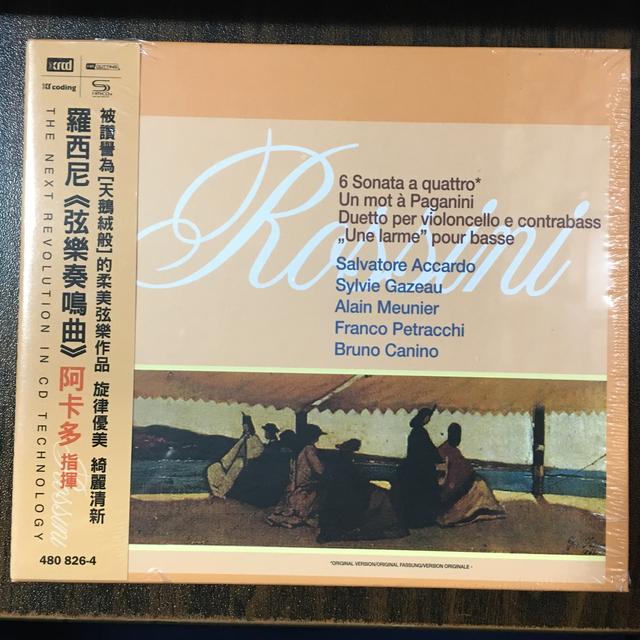 xrcd
xr coding
SHM-CD
被讚譽為[天鵝絨般]的柔美弦樂作品 旋律優美 綺麗清新
羅西尼《弦樂奏鳴曲》阿卡多 指揮
THE NEXT REVOLUTION IN CD TECHNOLOGY
Rossini
480 826-4
Rossini
6 Sonata a quattro*
Un mot à Paganini
Duetto per violoncello e contrabass
„Une larme” pour basse
Salvatore Accardo
Sylvie Gazeau
Alain Meunier
Franco Petracchi
Bruno Canino
*ORIGINAL VERSION/ORIGINAL FASSUNG/VERSION ORIGINALE